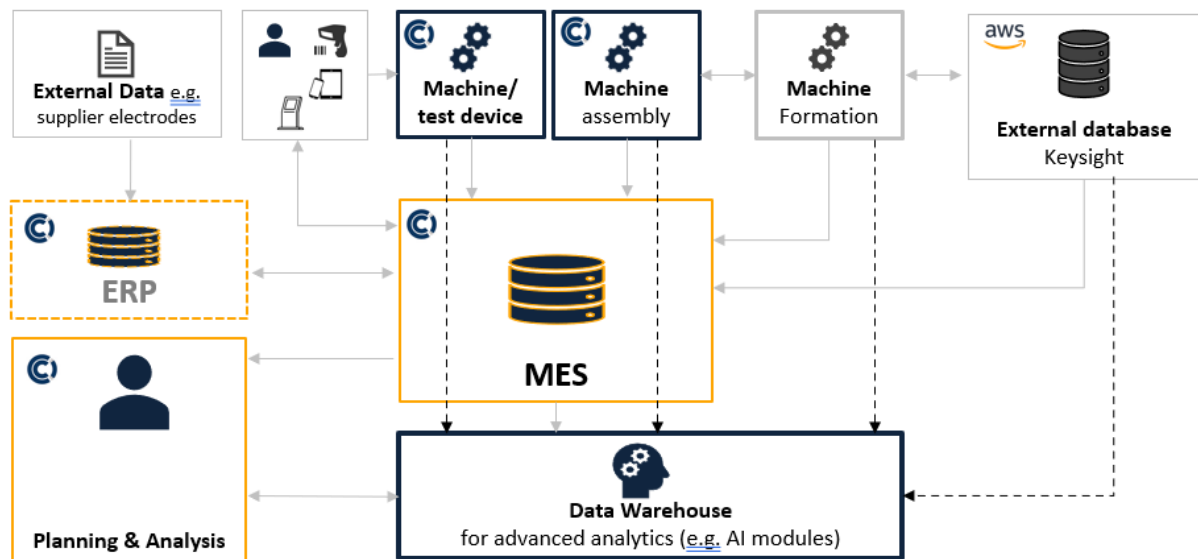 External Data e.g.
supplier electrodes
Machine/
test device
Machine
assembly
Machine
Formation
aws
External database
Keysight
ERP
MES
Planning & Analysis
Data Warehouse
for advanced analytics (e.g. AI modules)